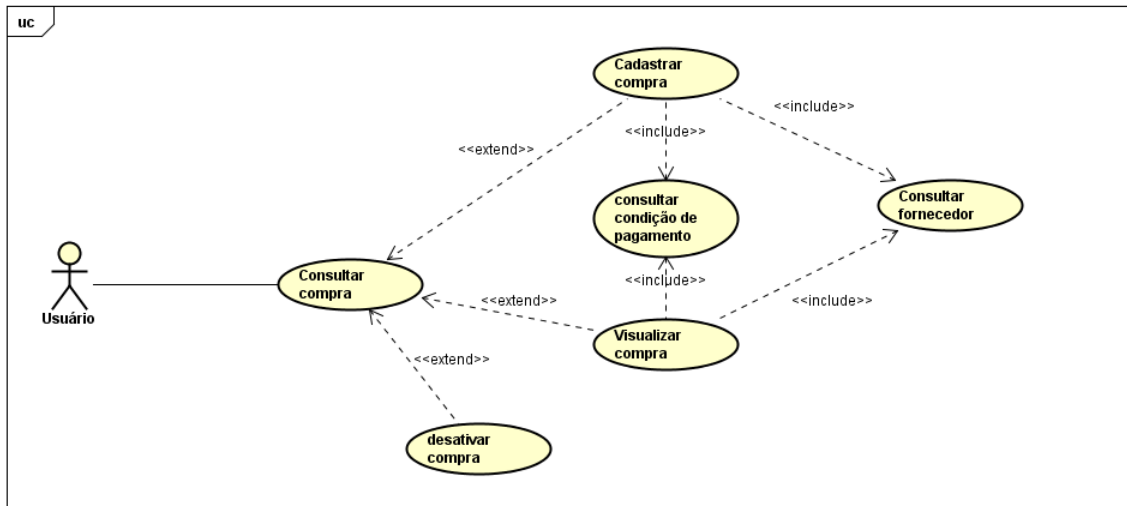 uc
Cadastrar
compra
<<include>>
<<include>>
<<extend>>
consultar
condição de
pagamento
Consultar
fornecedor
Consultar
compra
Usuário
<<include>>
<<extend>>
<<include>>
Visualizar
compra
<<extend>>
desativar
compra